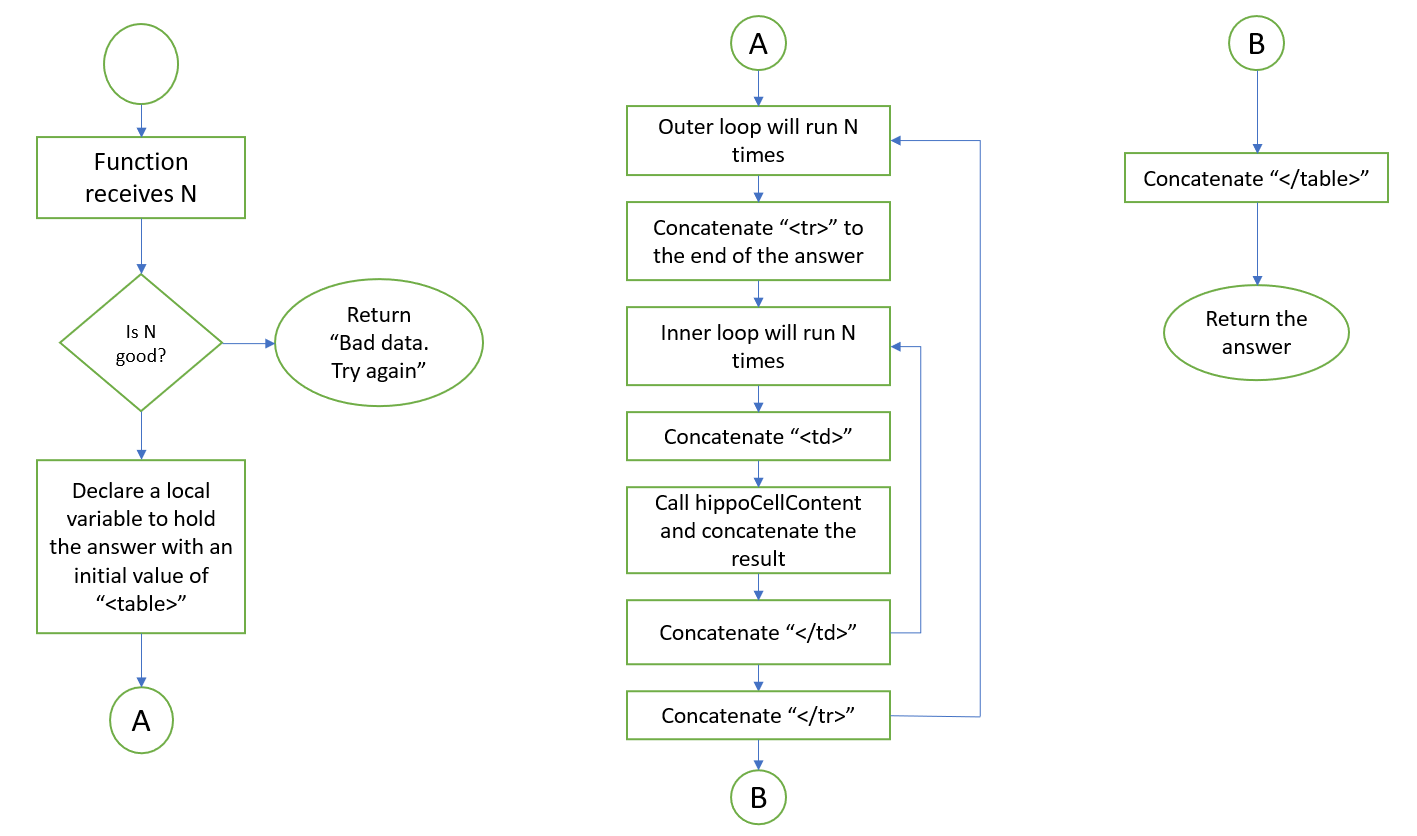 Function
receives N
Is N
good?
Return
“Bad data.
Try again”
Declare a local
variable to hold
the answer with an
initial value of
“<table>”
A
A
Outer loop will run N
times
Concatenate “<tr>” to
the end of the answer
Inner loop will run N
times
Concatenate “<td>”
Call hippoCellContent
and concatenate the
result
Concatenate “</td>”
Concatenate “</tr>”
B
B
Concatenate “</table>”
Return the
answer